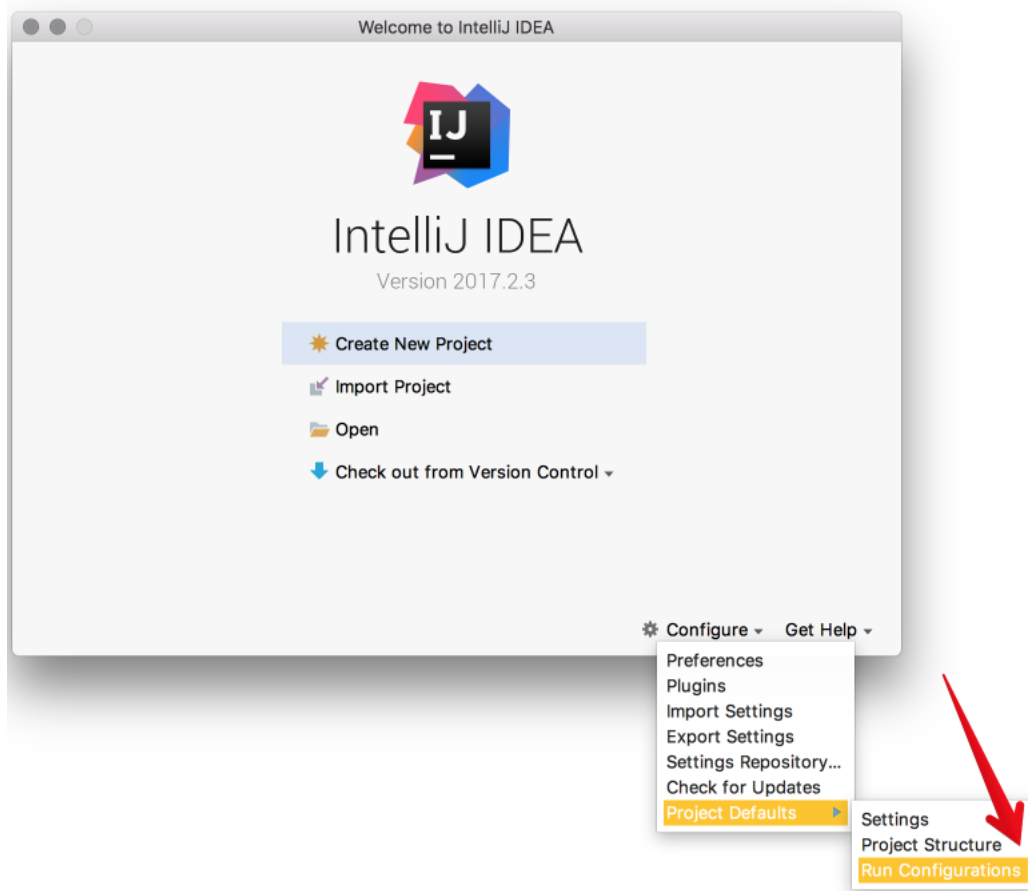 Welcome to IntelliJ IDEA
IJ
IntelliJ IDEA
Version 2017.2.3
Create New Project
Import Project
Open
Check out from Version Control
Configure Get Help
Preferences
Plugins
Import Settings
Export Settings
Settings Repository...
Check for Updates
Project Defaults
Settings
Project Structure
Run Configurations